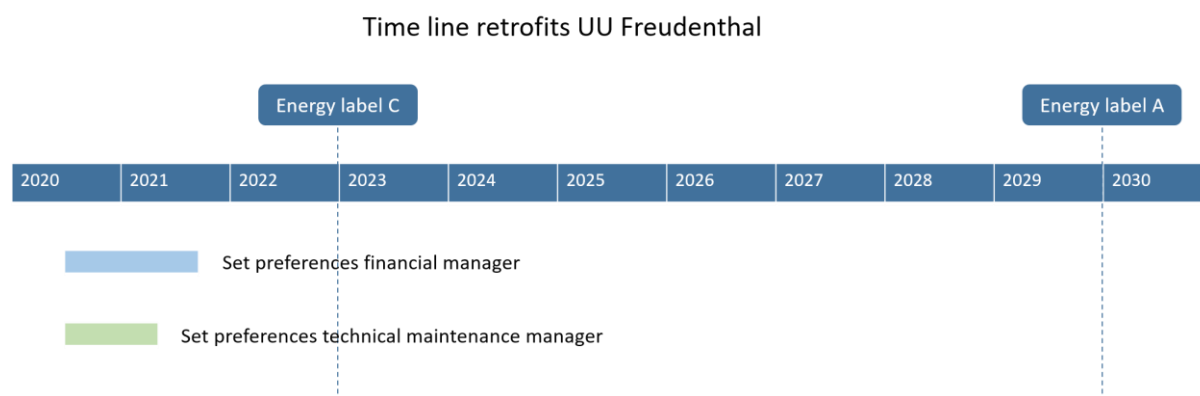 Time line retrofits UU Freudenthal
Energy label C
Energy label A
2020 2021 2022 2023 2024 2025 2026 2027 2028 2029 2030
Set preferences financial manager
Set preferences technical maintenance manager